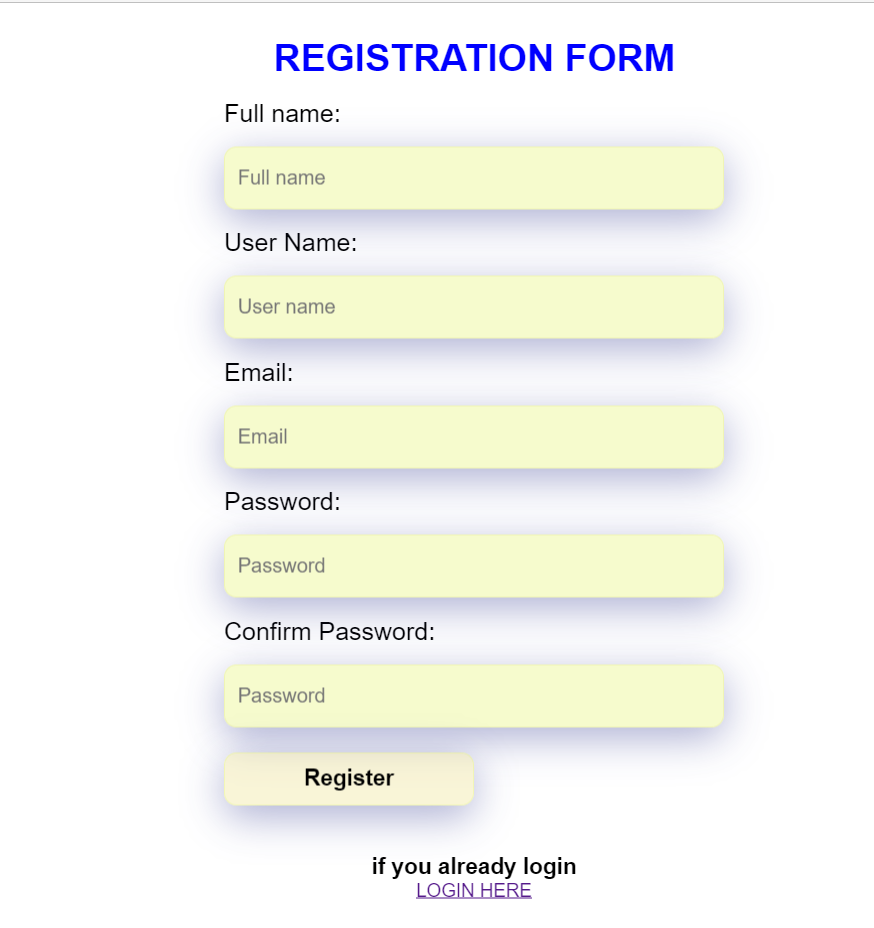 REGISTRATION FORM
Full name:
Full name
User Name:
User name
Email:
Email
Password:
Password
Confirm Password:
Password
Register
if you already login
LOGIN HERE